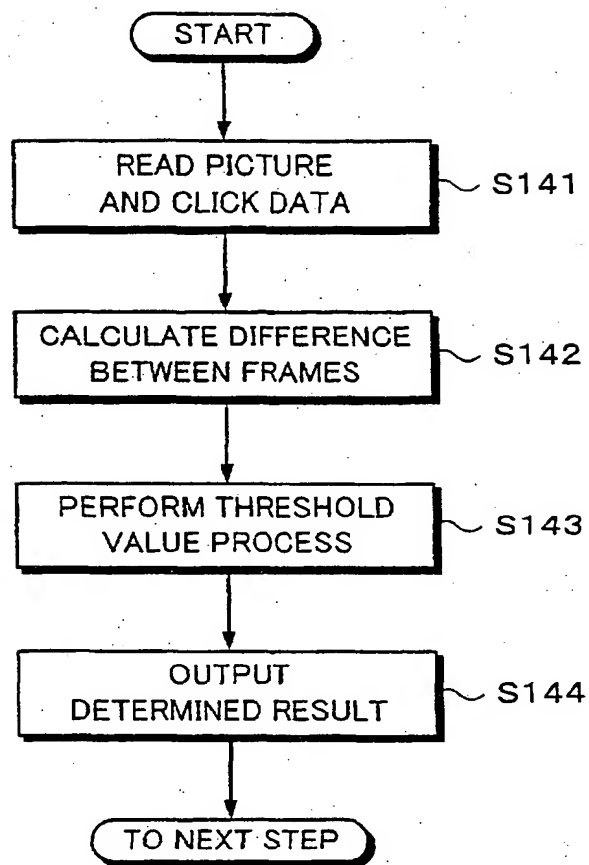 START
READ PICTURE
AND CLICK DATA
S141
CALCULATE DIFFERENCE
BETWEEN FRAMES
S142
PERFORM THRESHOLD
VALUE PROCESS
S143
OUTPUT
DETERMINED RESULT
S144
TO NEXT STEP